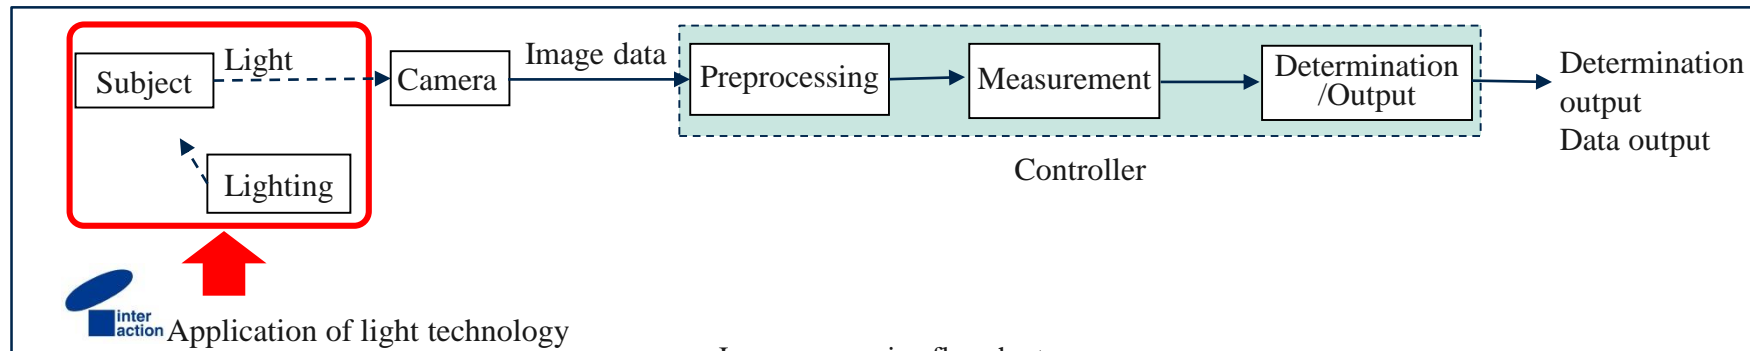 Subject
Light
Camera
Image data
Preprocessing
Measurement
Determination
/Output
Determination
output
Data output
Lighting
Controller
inter
action
Application of light technology